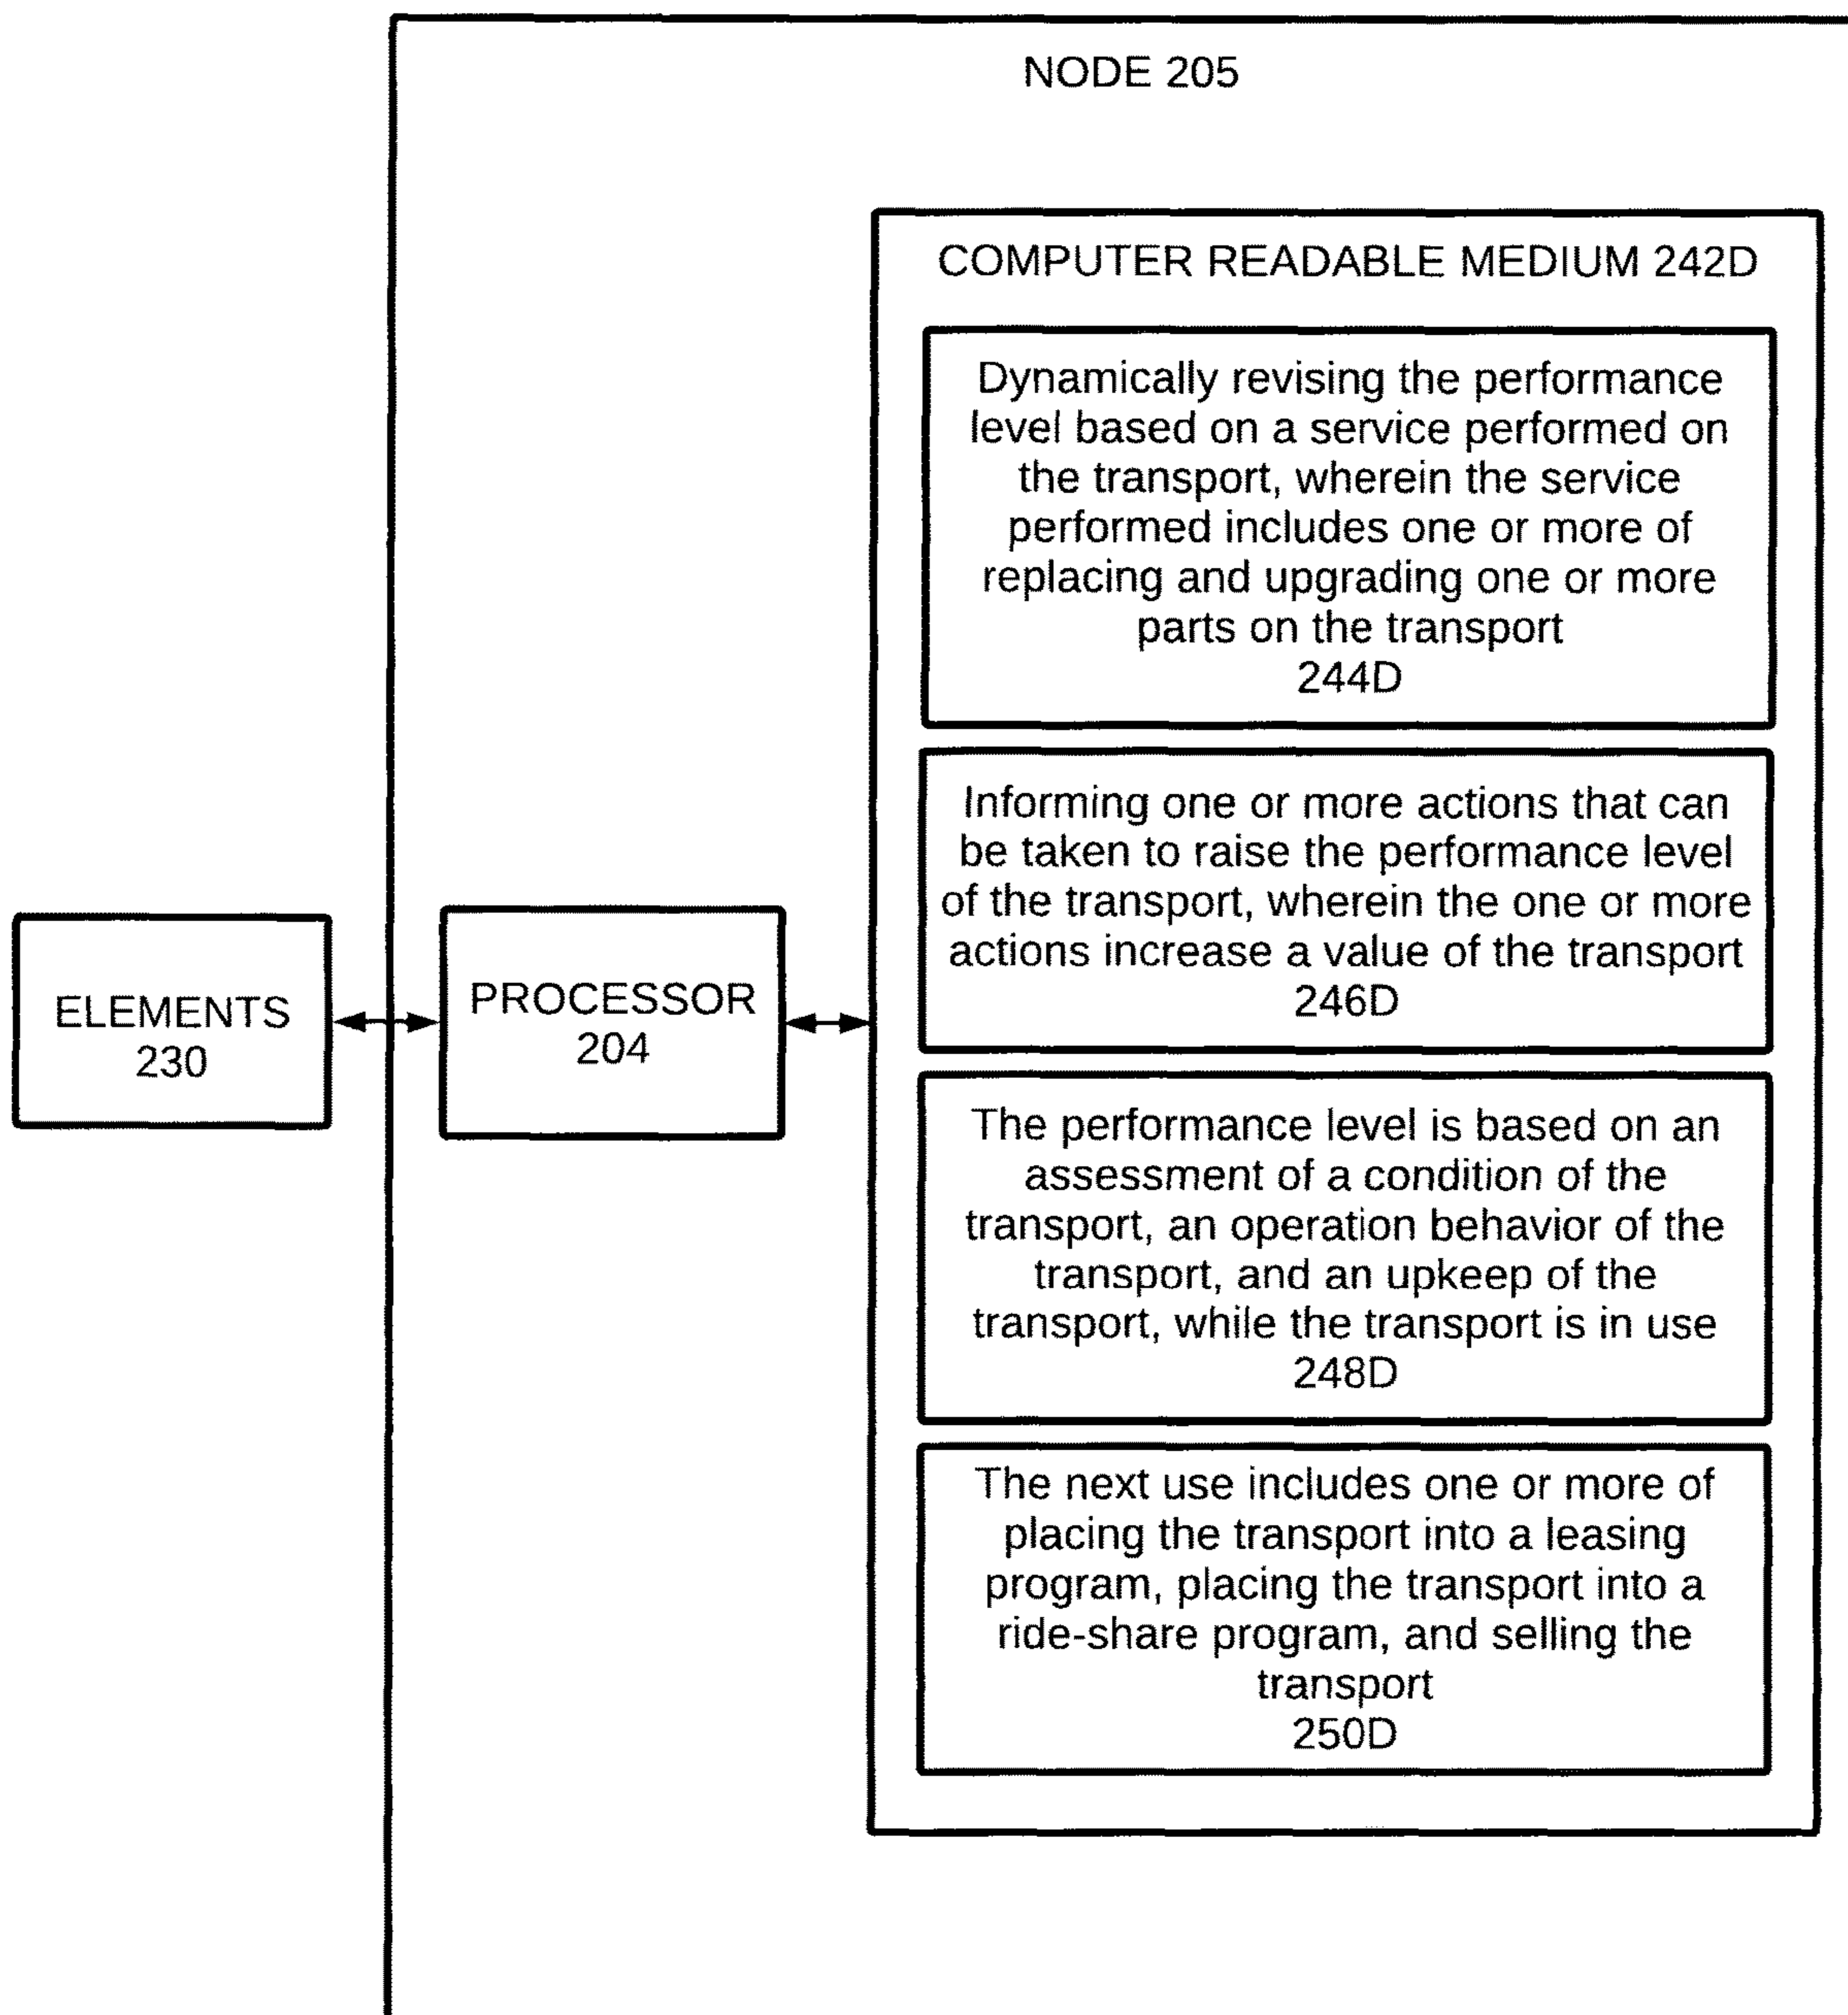 NODE 205
COMPUTER READABLE MEDIUM 242D
Dynamically revising the performance
level based on a service performed on
the transport, wherein the service
performed includes one or more of
replacing and upgrading one or more
parts on the transport
244D
Informing one or more actions that can
be taken to raise the performance level
of the transport, wherein the one or more
actions increase a value of the transport
246D
ELEMENTS
230
PROCESSOR
204
The performance level is based on an
assessment of a condition of the
transport, an operation behavior of the
transport, and an upkeep of the
transport, while the transport is in use
248D
The next use includes one or more of
placing the transport into a leasing
program, placing the transport into a
ride-share program, and selling the
transport
250D